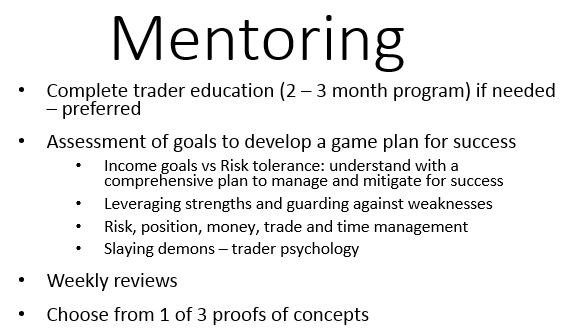 Mentoring
• Complete trader education (2 – 3 month program) if needed
– preferred
• Assessment of goals to develop a game plan for success
• Income goals vs Risk tolerance: understand with a
comprehensive plan to manage and mitigate for success
• Leveraging strengths and guarding against weaknesses
• Risk, position, money, trade and time management
• Slaying demons – trader psychology
• Weekly reviews
• Choose from 1 of 3 proofs of concepts